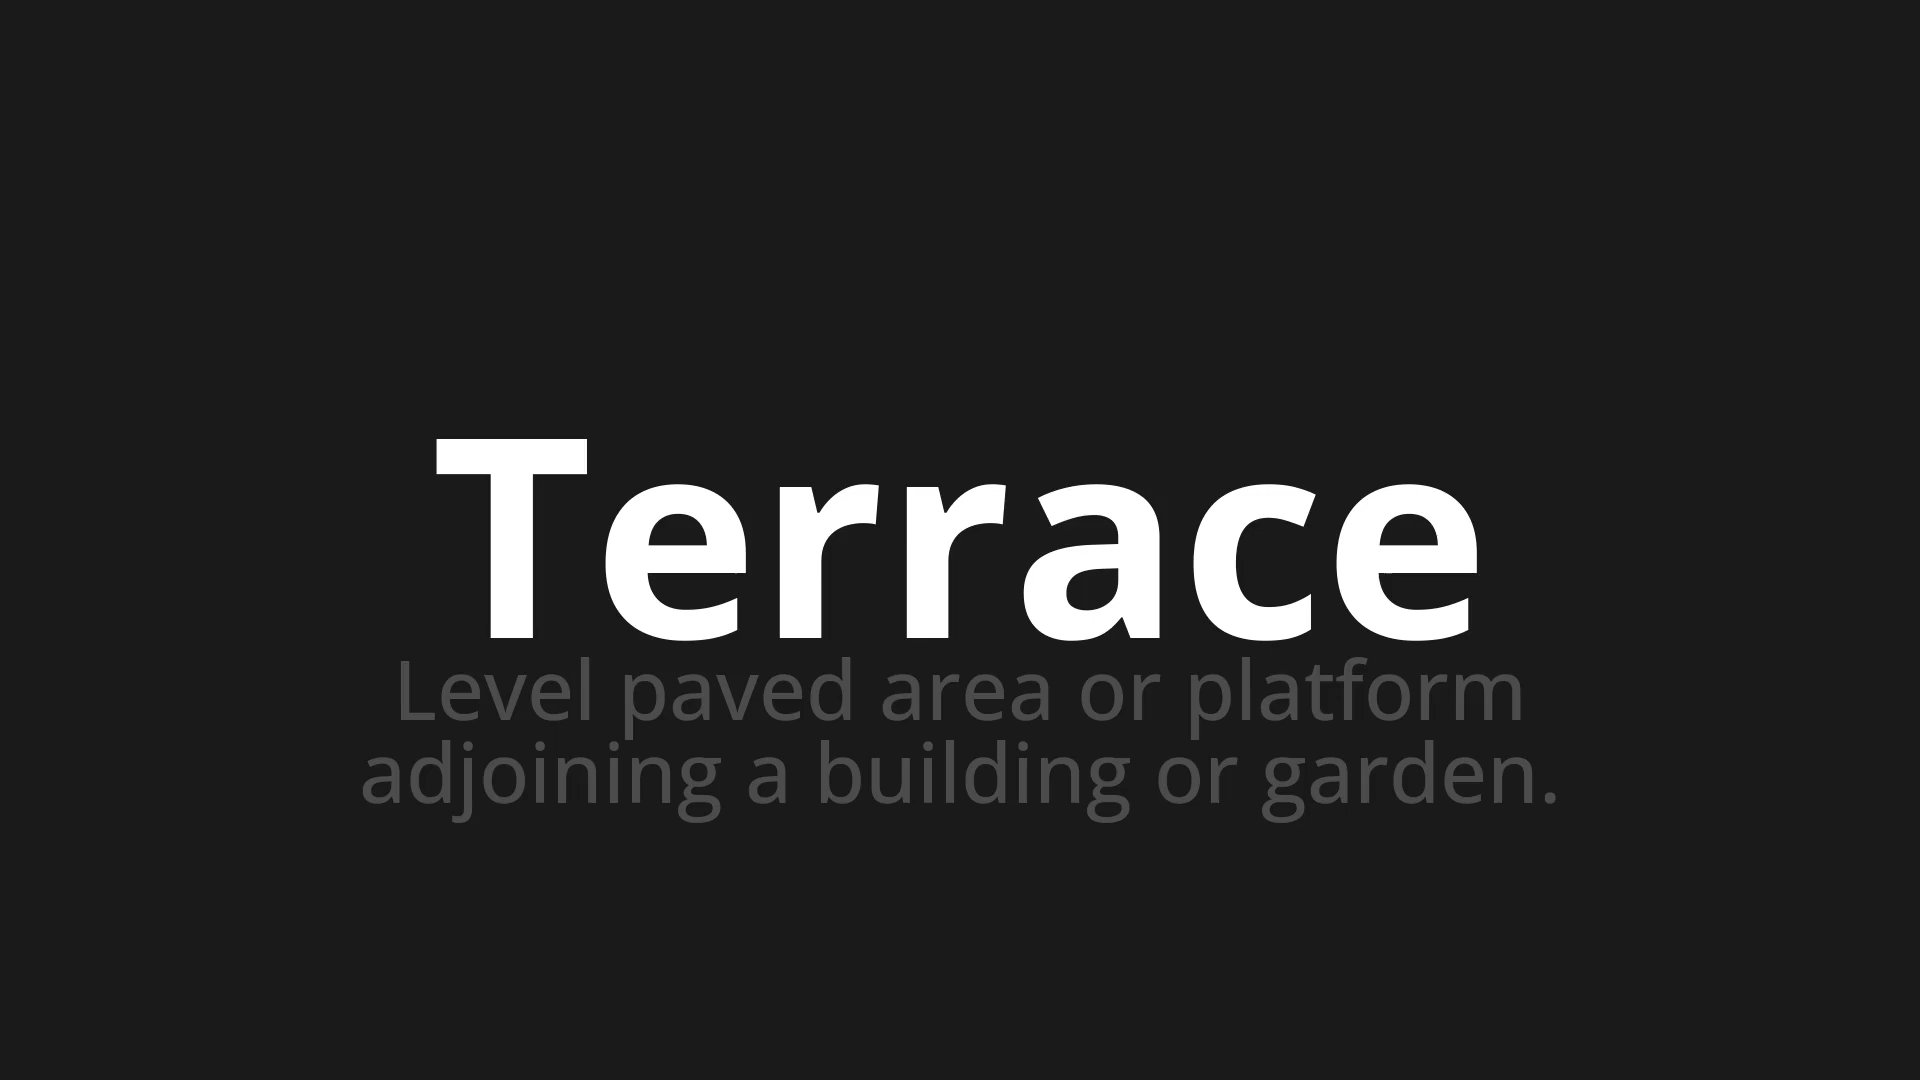 Terrace
Level paved area or platform
adjoining a building or garden.